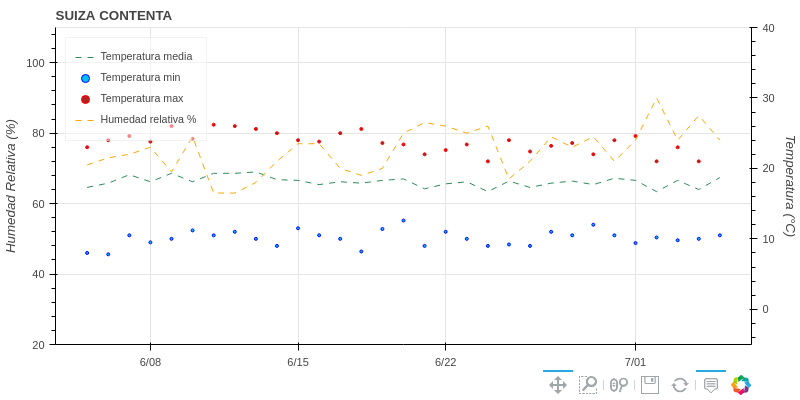 SUIZA CONTENTA
Temperatura media
Temperatura min
Temperatura max
Humedad relativa %
Humedad Relativa (%)
100
80
60
40
20
40
30
20
10
0
Temperatura (°C)
6/08
6/15
6/22
7/01